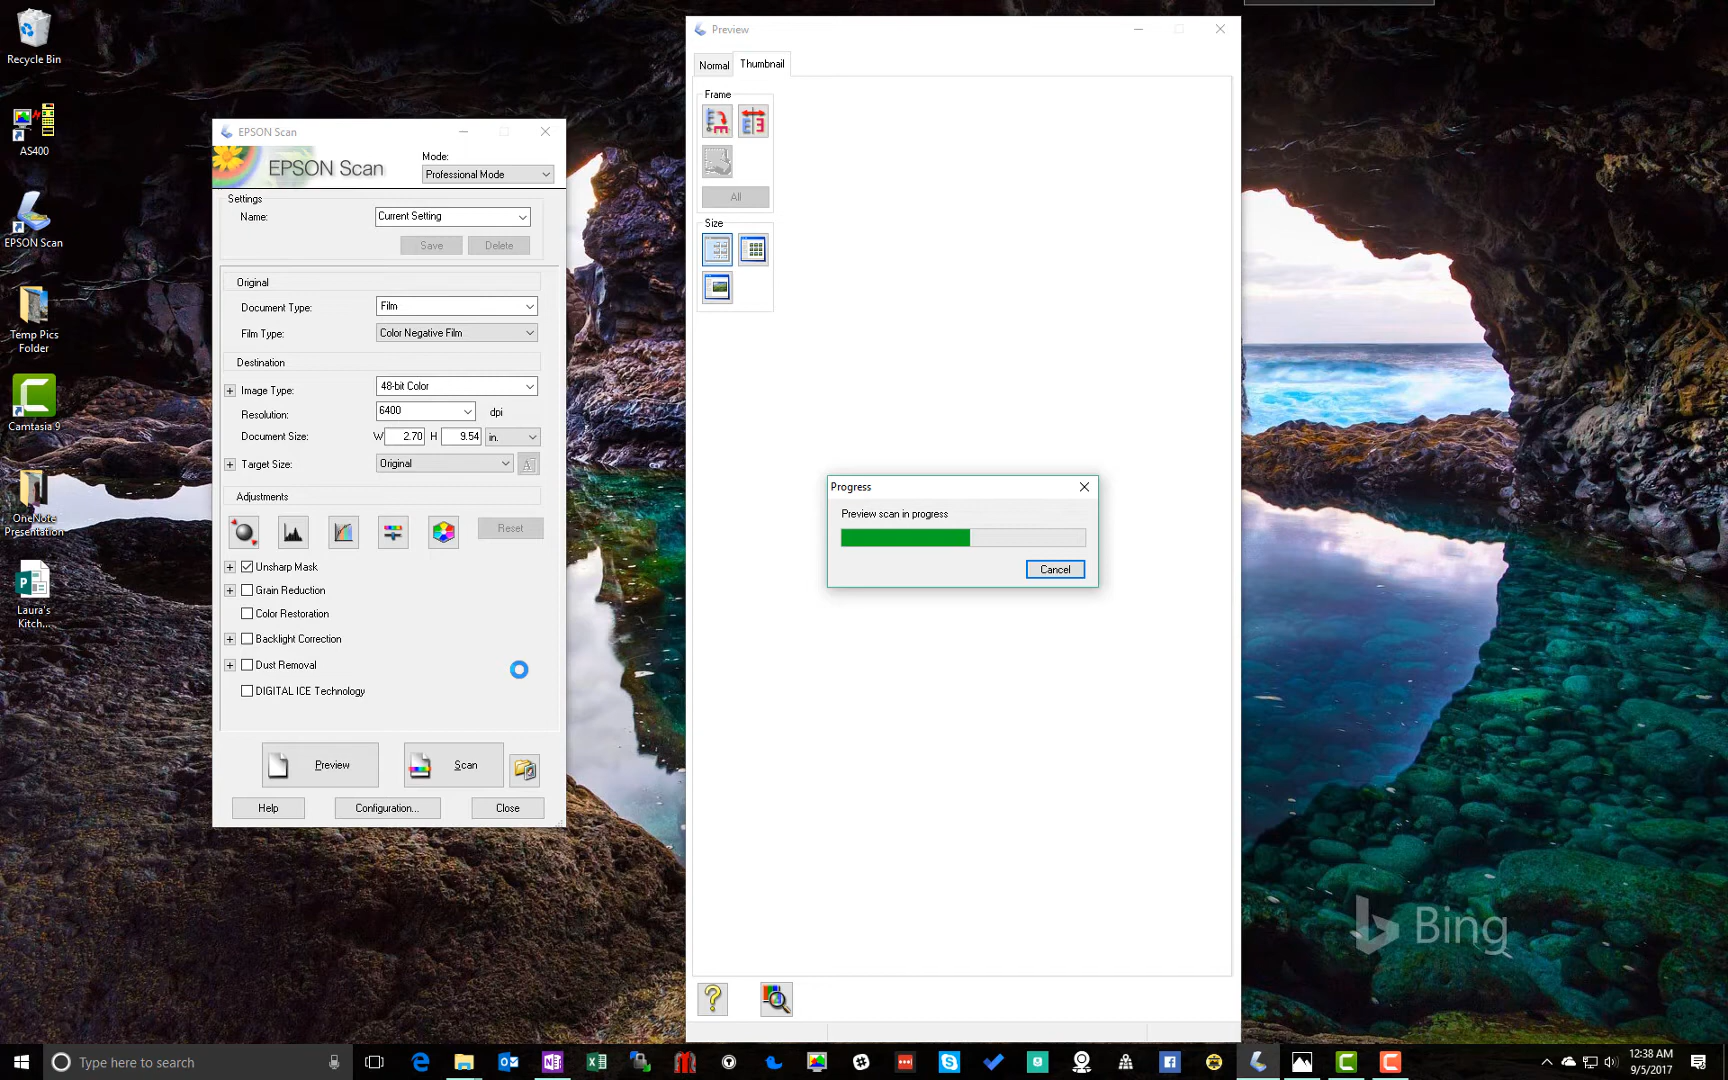 Recycle Bin
AS400
EPSON Scan
Temp Pics
Folder
Camtasia 9
OneNote
Presentation
Laura's
Kitch...
EPSON Scan
EPSON Scan
Mode:
Professional Mode
Settings
Name:
Current Setting
Save
Delete
Original
Document Type:
Film
Film Type:
Color Negative Film
Destination
Image Type:
48-bit Color
Resolution:
6400
dpi
Document Size:
W
2.70
H
9.54
in.
Target Size:
Original
Adjustments
Reset
Unsharp Mask
Grain Reduction
Color Restoration
Backlight Correction
Dust Removal
DIGITAL ICE Technology
Preview
Scan
Help
Configuration...
Close
Preview
Normal
Thumbnail
Frame
All
Size
Progress
Preview scan in progress
Cancel
Bing
Type here to search
12:38 AM
9/5/2017